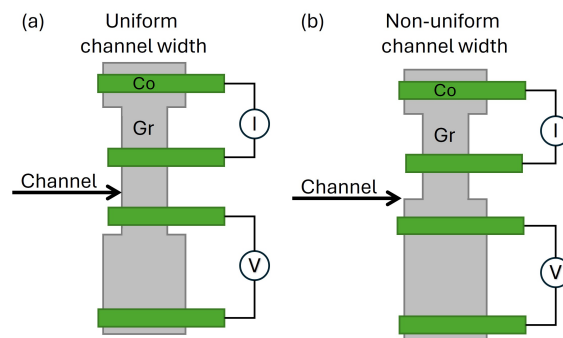 (a)
Uniform
channel width
Co
Gr
I
Channel
V
(b)
Non-uniform
channel width
Co
Gr
I
Channel
V